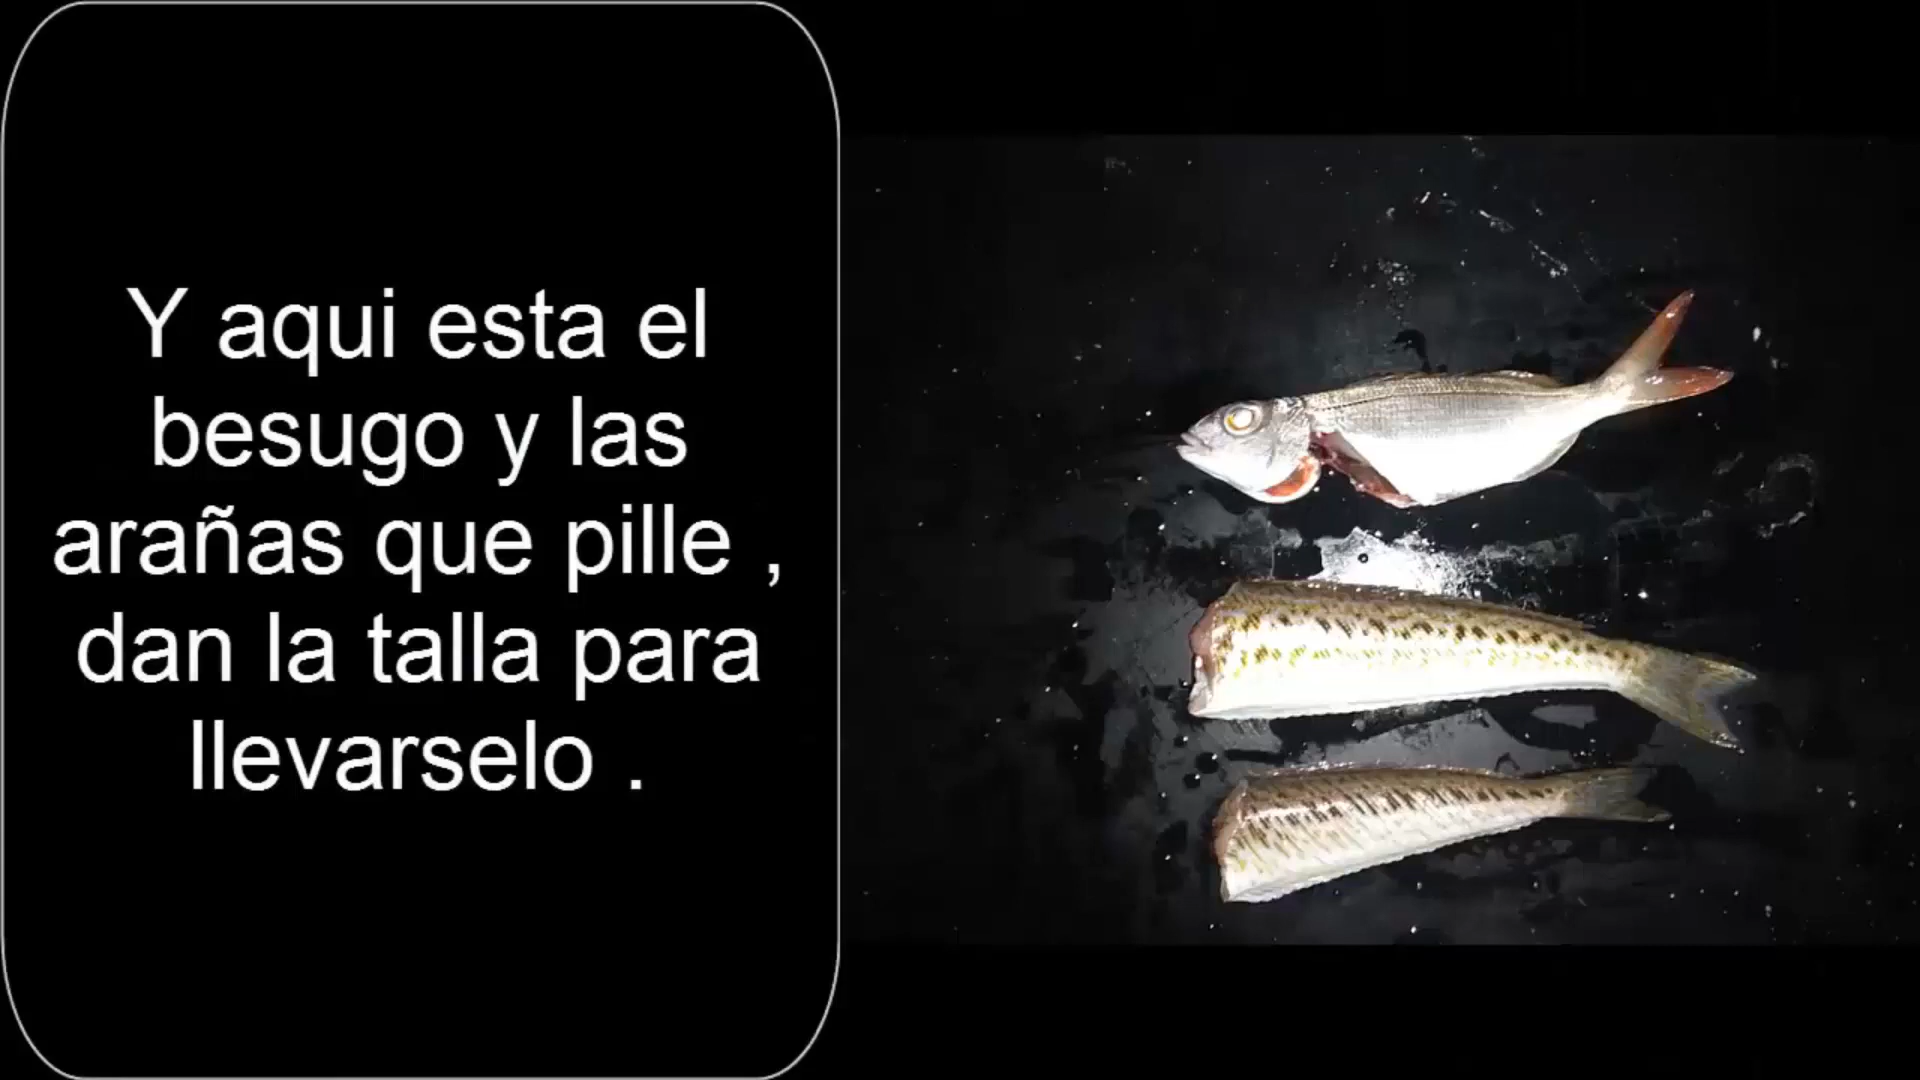 Y aqui esta el
besugo y las
arañas que pille ,
dan la talla para
llevarselo .